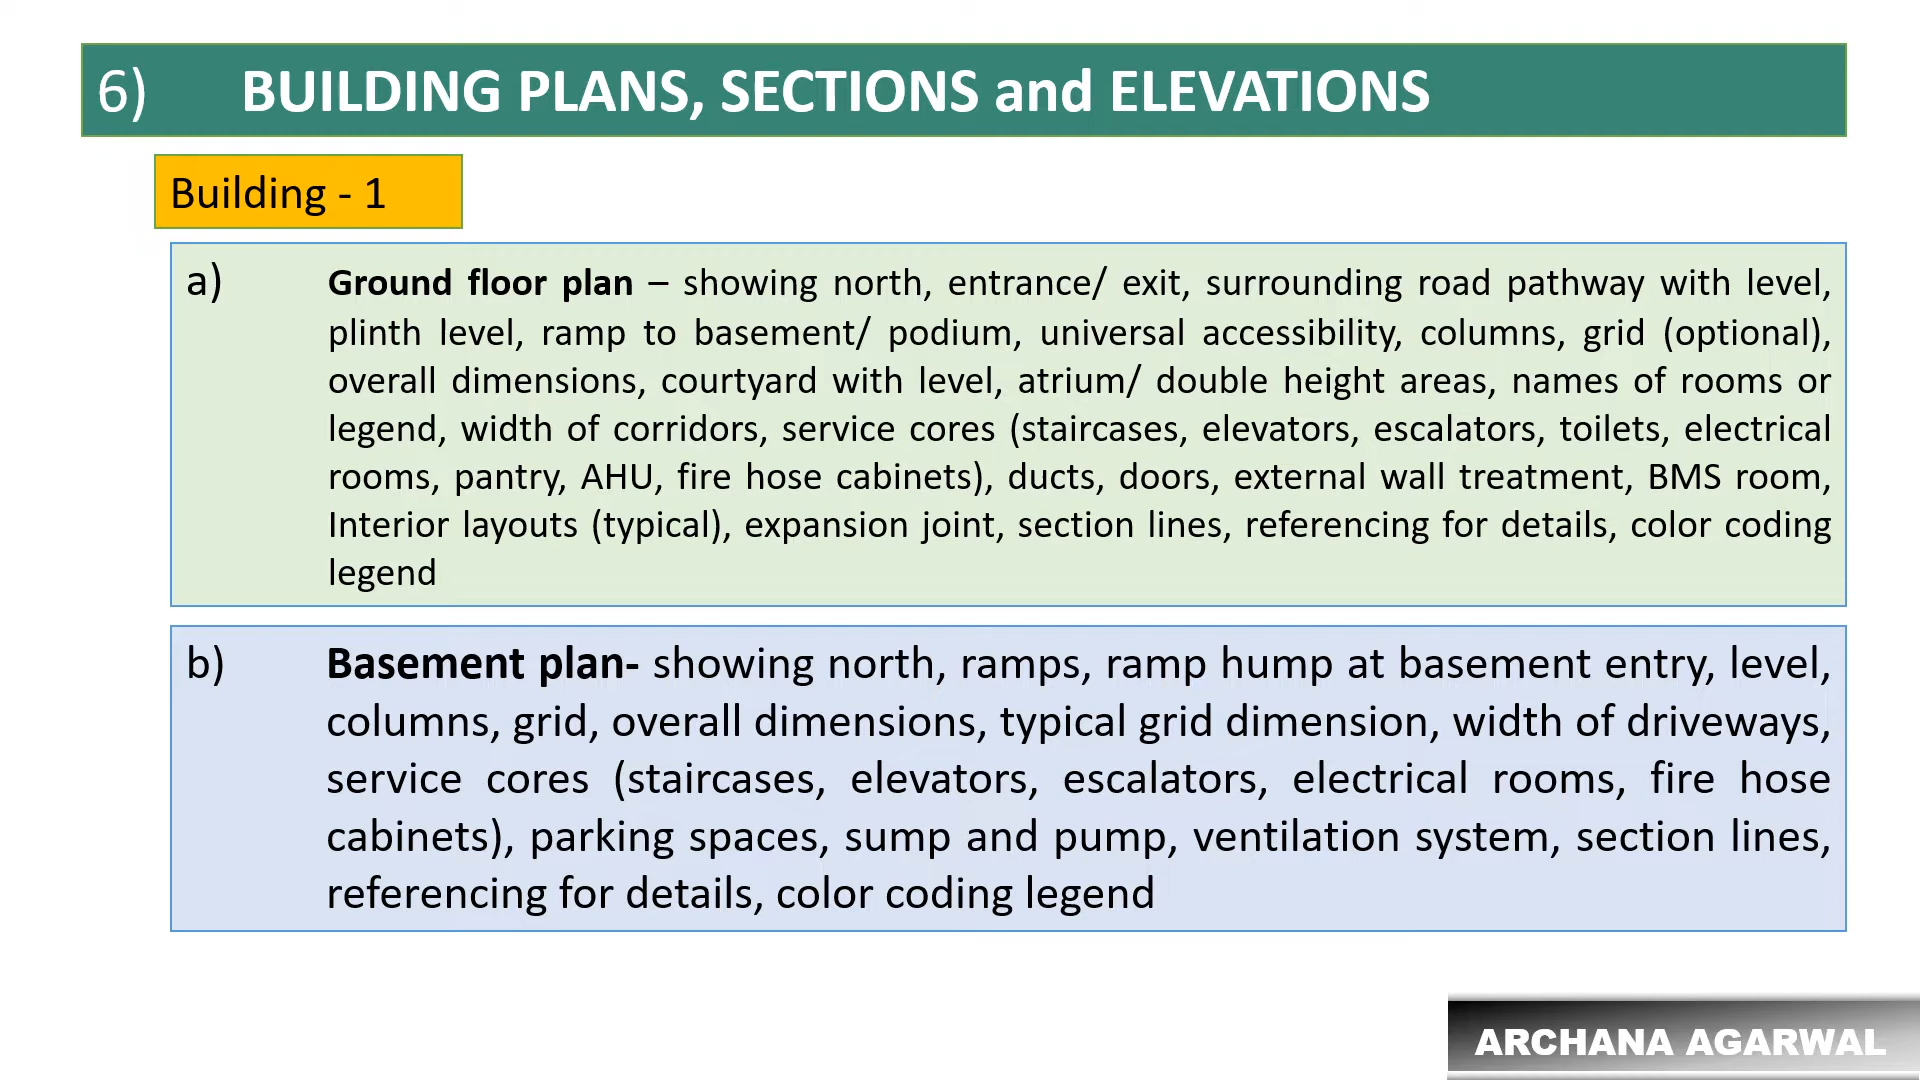 6) BUILDING PLANS, SECTIONS and ELEVATIONS
Building - 1
a) Ground floor plan – showing north, entrance/ exit, surrounding road pathway with level,
plinth level, ramp to basement/ podium, universal accessibility, columns, grid (optional),
overall dimensions, courtyard with level, atrium/ double height areas, names of rooms or
legend, width of corridors, service cores (staircases, elevators, escalators, toilets, electrical
rooms, pantry, AHU, fire hose cabinets), ducts, doors, external wall treatment, BMS room,
Interior layouts (typical), expansion joint, section lines, referencing for details, color coding
legend
b) Basement plan- showing north, ramps, ramp hump at basement entry, level,
columns, grid, overall dimensions, typical grid dimension, width of driveways,
service cores (staircases, elevators, escalators, electrical rooms, fire hose
cabinets), parking spaces, sump and pump, ventilation system, section lines,
referencing for details, color coding legend
ARCHANA AGARWAL